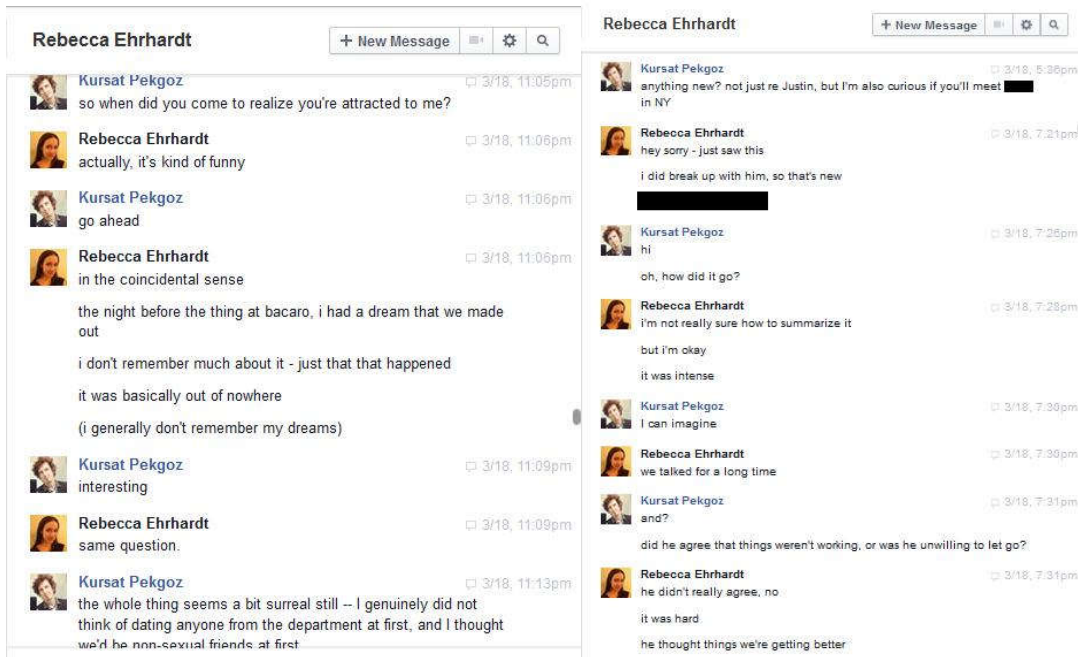 Rebecca Ehrhardt
+ New Message
Kursat Pekgoz
3/18, 11:05pm
so when did you come to realize you're attracted to me?
Rebecca Ehrhardt
3/18, 11:06pm
actually, it's kind of funny
Kursat Pekgoz
3/18, 11:06pm
go ahead
Rebecca Ehrhardt
3/18, 11:06pm
in the coincidental sense
the night before the thing at bacaro, i had a dream that we made
out
i don't remember much about it - just that that happened
it was basically out of nowhere
(i generally don't remember my dreams)
Kursat Pekgoz
3/18, 11:09pm
interesting
Rebecca Ehrhardt
3/18, 11:09pm
same question.
Kursat Pekgoz
3/18, 11:13pm
the whole thing seems a bit surreal still -- I genuinely did not
think of dating anyone from the department at first, and I thought
we'd be non-sexual friends at first
Rebecca Ehrhardt
+ New Message
Kursat Pekgoz
3/18, 5:36pm
anything new? not just re Justin, but I'm also curious if you'll meet
in NY
Rebecca Ehrhardt
3/18, 7:21pm
hey sorry - just saw this
i did break up with him, so that's new
Kursat Pekgoz
3/18, 7:26pm
hi
oh, how did it go?
Rebecca Ehrhardt
3/18, 7:28pm
i'm not really sure how to summarize it
but i'm okay
it was intense
Kursat Pekgoz
3/18, 7:30pm
I can imagine
Rebecca Ehrhardt
3/18, 7:30pm
we talked for a long time
Kursat Pekgoz
3/18, 7:31pm
and?
did he agree that things weren't working, or was he unwilling to let go?
Rebecca Ehrhardt
3/18, 7:31pm
he didn't really agree, no
it was hard
he thought things we're getting better